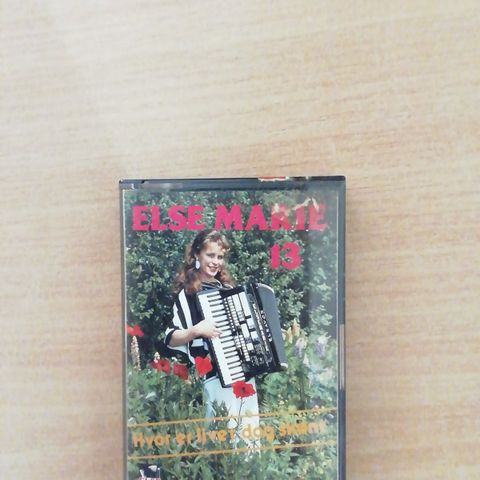 ELSE MARIE
13
Hvor er livet dog skønt